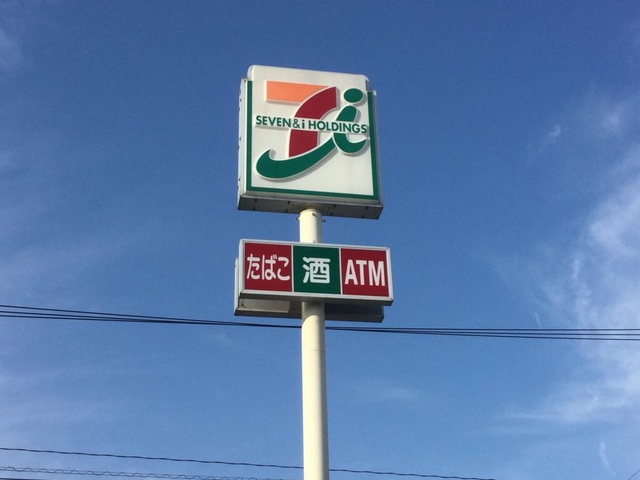 SEVEN & i HOLDINGS
たばこ 酒 ATM